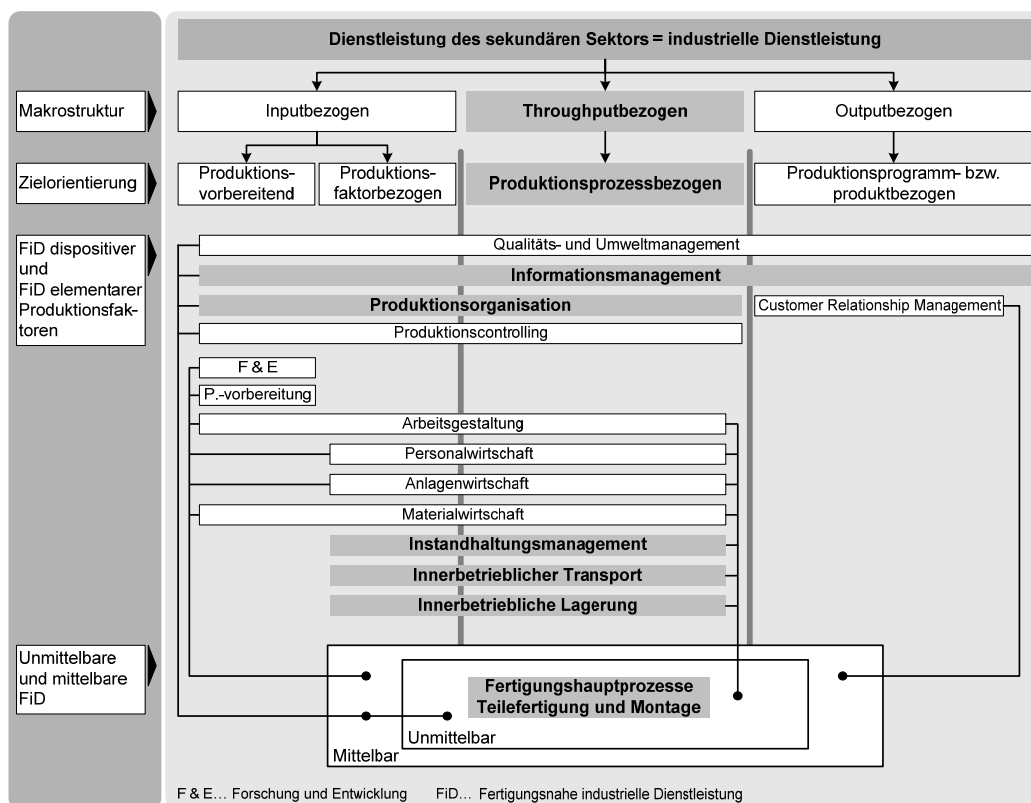 Dienstleistung des sekundären Sektors = industrielle Dienstleistung
Makrostruktur
Inputbezogen
Throughputbezogen
Outputbezogen
Zielorientierung
Produktions-
vorbereitend
Produktions-
faktorbezogen
Produktionsprozessbezogen
Produktionsprogramm- bzw.
produktbezogen
FiD dispositiver
und
FiD elementarer
Produktionsfak-
toren
Qualitäts- und Umweltmanagement
Informationsmanagement
Produktionsorganisation
Customer Relationship Management
Produktionscontrolling
F & E
P.-vorbereitung
Arbeitsgestaltung
Personalwirtschaft
Anlagenwirtschaft
Materialwirtschaft
Instandhaltungsmanagement
Innerbetrieblicher Transport
Innerbetriebliche Lagerung
Unmittelbare
und mittelbare
FiD
Fertigungshauptprozesse
Teilefertigung und Montage
Unmittelbar
Mittelbar
F & E... Forschung und Entwicklung FiD... Fertigungsnahe industrielle Dienstleistung